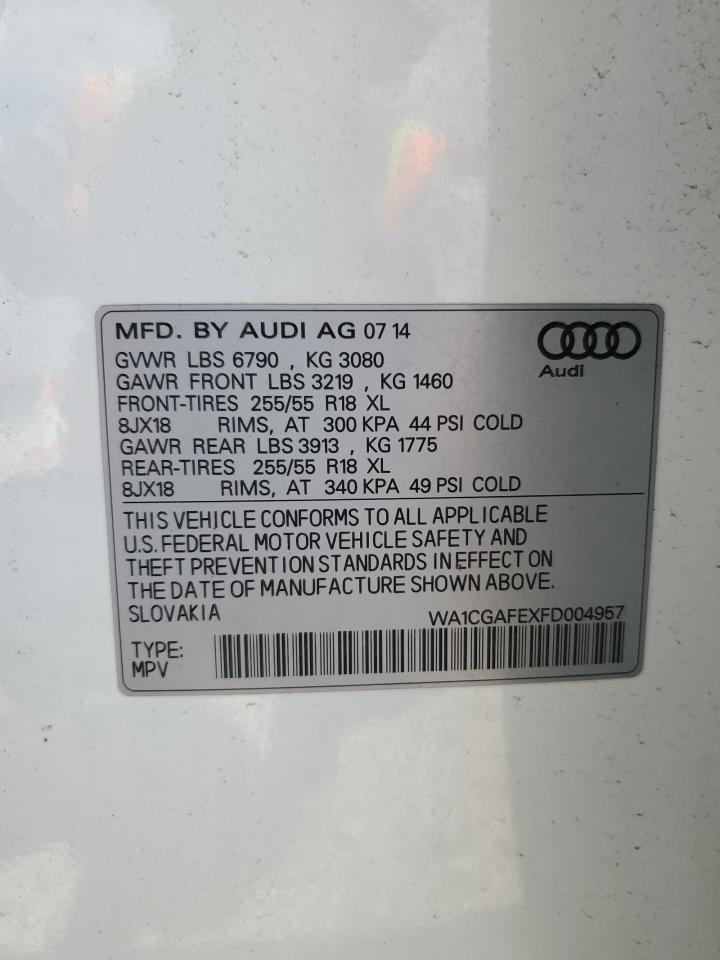 MFD. BY AUDI AG 07 14
Audi
GVWR LBS 6790 , KG 3080
GAWR FRONT LBS 3219 , KG 1460
FRONT-TIRES 255/55 R18 XL
8JX18 RIMS, AT 300 KPA 44 PSI COLD
GAWR REAR LBS 3913 , KG 1775
REAR-TIRES 255/55 R18 XL
8JX18 RIMS, AT 340 KPA 49 PSI COLD
THIS VEHICLE CONFORMS TO ALL APPLICABLE
U.S. FEDERAL MOTOR VEHICLE SAFETY AND
THEFT PREVENTION STANDARDS IN EFFECT ON
THE DATE OF MANUFACTURE SHOWN ABOVE.
SLOVAKIA WA1CGAFEXFD004957
TYPE:
MPV